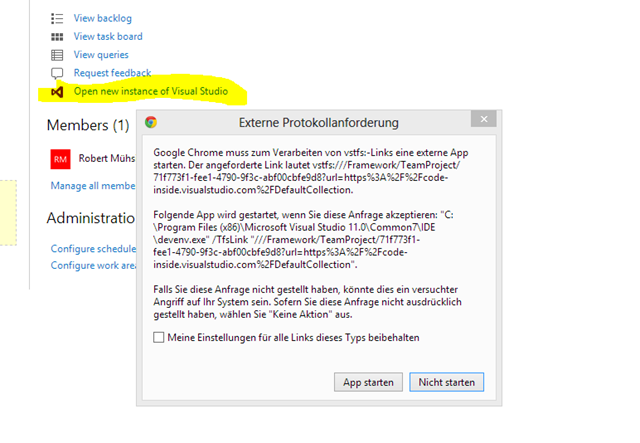 View backlog
View task board
View queries
Request feedback
Open new instance of Visual Studio
Members (1)
RM
Robert Mühs
Manage all membe
Administratio
Configure schedule
Configure work area
Externe Protokollanforderung
Google Chrome muss zum Verarbeiten von vstfs:-Links eine externe App
starten. Der angeforderte Link lautet vstfs:///Framework/TeamProject/
71f773f1-fee1-4790-9f3c-abf00cbfe9d8?url=https%3A%2F%2Fcode-
inside.visualstudio.com%2FDefaultCollection.
Folgende App wird gestartet, wenn Sie diese Anfrage akzeptieren: "C:
\Program Files (x86)\Microsoft Visual Studio 11.0\Common7\IDE
\devenv.exe" /TfsLink "///Framework/TeamProject/71f773f1-
fee1-4790-9f3c-abf00cbfe9d8?url=https%3A%2F%2Fcode-
inside.visualstudio.com%2FDefaultCollection".
Falls Sie diese Anfrage nicht gestellt haben, könnte dies ein versuchter
Angriff auf Ihr System sein. Sofern Sie diese Anfrage nicht ausdrücklich
gestellt haben, wählen Sie "Keine Aktion" aus.
Meine Einstellungen für alle Links dieses Typs beibehalten
App starten
Nicht starten